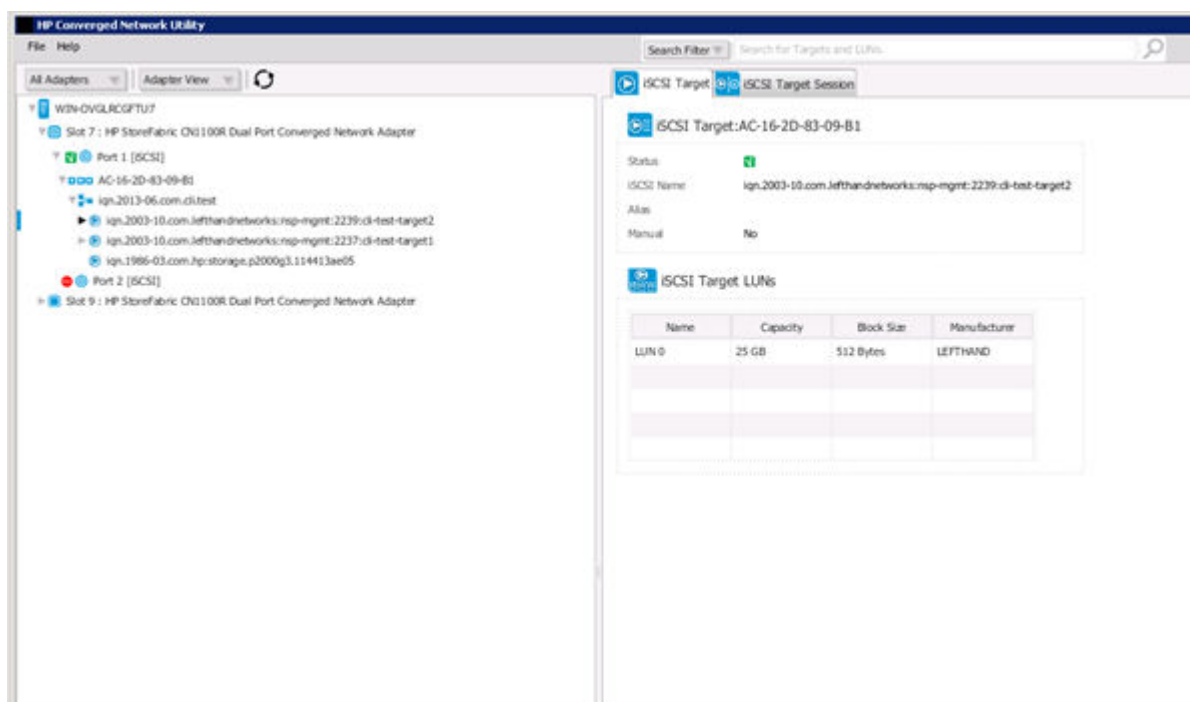 HP Converged Network Utility
File Help
Search Filter Search for Targets and LUNs.
All Adapters Adapter View
WIN-OVGLRCGFTU7
Slot 7 : HP StoreFabric CN1100R Dual Port Converged Network Adapter
Port 1 [iSCSI]
AC-16-2D-83-09-B1
iqn.2013-06.com.cli.test
iqn.2003-10.com.lefthandnetworks:nsp-mgmt:2239:cli-test-target2
iqn.2003-10.com.lefthandnetworks:nsp-mgmt:2237:cli-test-target1
iqn.1986-03.com.hp:storage.p2000g3.114413ae05
Port 2 [iSCSI]
Slot 9 : HP StoreFabric CN1100R Dual Port Converged Network Adapter
iSCSI Target iSCSI Target Session
iSCSI Target:AC-16-2D-83-09-B1
Status
iSCSI Name iqn.2003-10.com.lefthandnetworks:nsp-mgmt:2239:cli-test-target2
Alias
Manual No
iSCSI Target LUNs
Name Capacity Block Size Manufacturer
LUN 0 25 GB 512 Bytes LEFTHAND